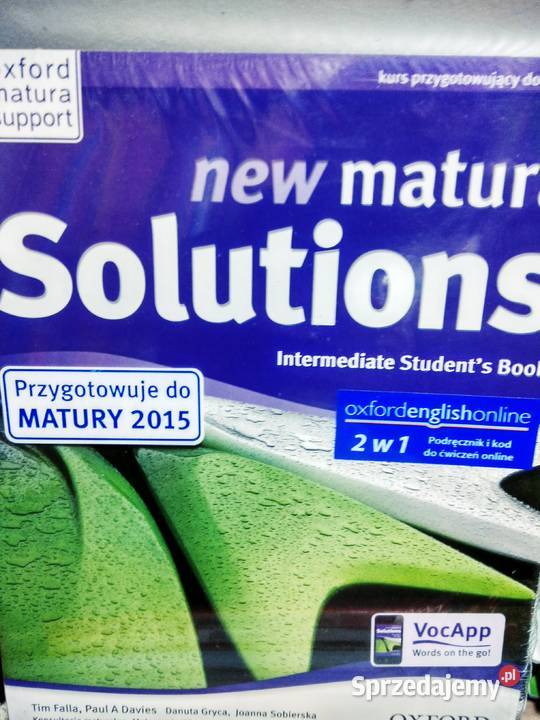 oxford
matura
support
kurs przygotowujący do
new matura
Solutions
Intermediate Student's Book
Przygotowuje do
MATURY 2015
oxfordenglishonline
2 w 1
Podręcznik i kod
do ćwiczeń online
Solutions
VocApp
Words on the go!
Sprzedajemy.pl
Tim Falla, Paul A Davies Danuta Gryca, Joanna Sobierska
OXFORD